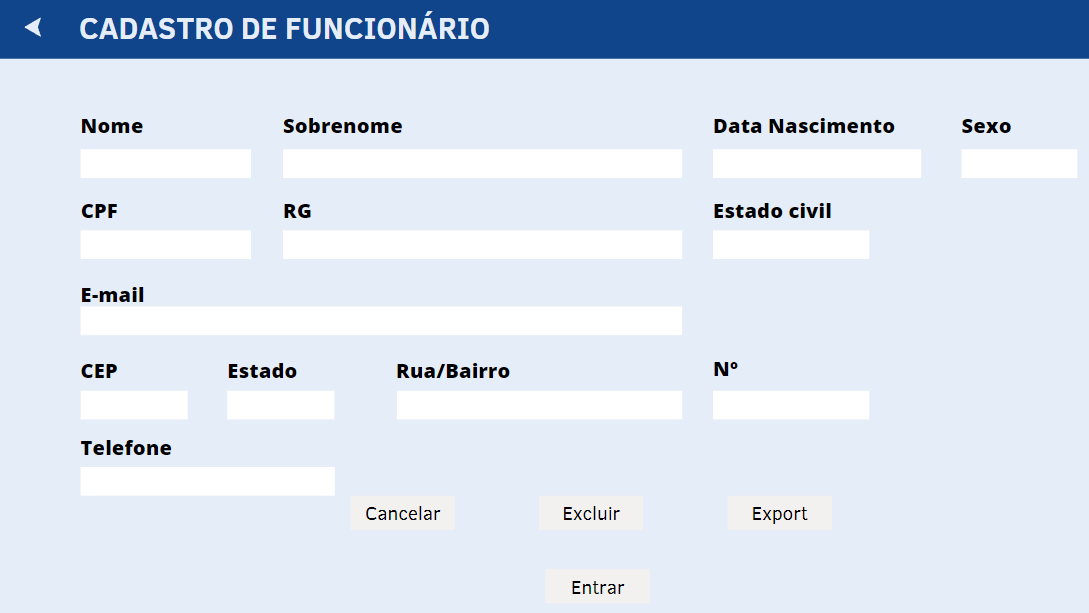 CADASTRO DE FUNCIONÁRIO
Nome Sobrenome Data Nascimento Sexo
CPF RG Estado civil
E-mail
CEP Estado Rua/Bairro Nº
Telefone
Cancelar Excluir Export
Entrar